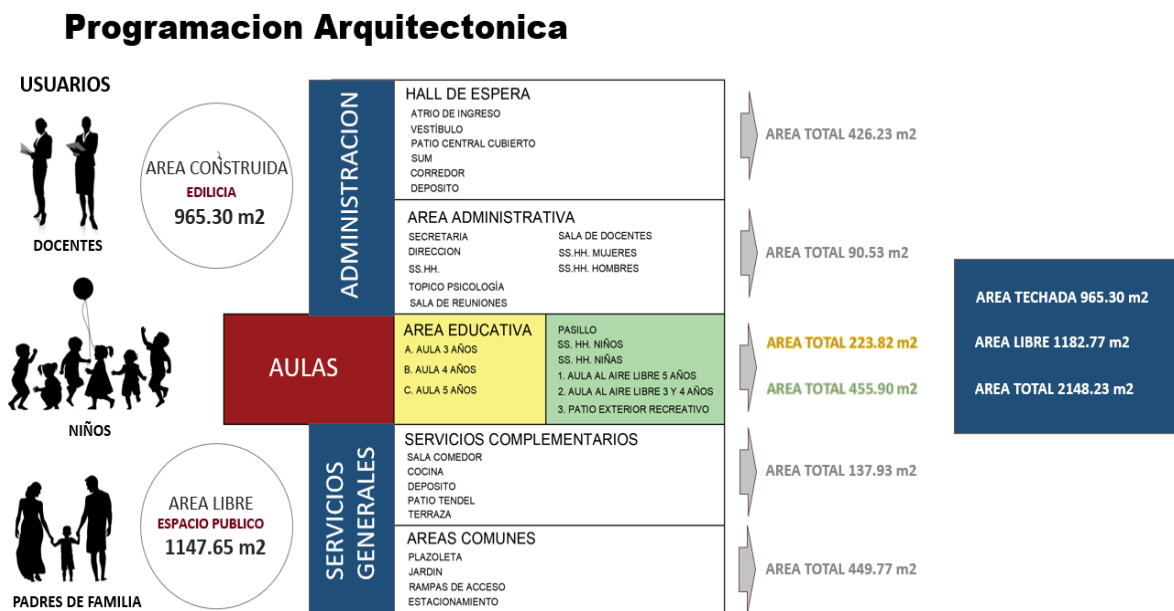 Programacion Arquitectonica
USUARIOS
DOCENTES
NIÑOS
PADRES DE FAMILIA
AREA CONSTRUIDA
EDILICIA
965.30 m2
AREA LIBRE
ESPACIO PUBLICO
1147.65 m2
ADMINISTRACION
HALL DE ESPERA
ATRIO DE INGRESO
VESTÍBULO
PATIO CENTRAL CUBIERTO
SUM
CORREDOR
DEPOSITO
AREA TOTAL 426.23 m2
AREA ADMINISTRATIVA
SECRETARIA
DIRECCION
SS.HH.
TOPICO PSICOLOGÍA
SALA DE REUNIONES
SALA DE DOCENTES
SS.HH. MUJERES
SS.HH. HOMBRES
AREA TOTAL 90.53 m2
AULAS
AREA EDUCATIVA
A. AULA 3 AÑOS
B. AULA 4 AÑOS
C. AULA 5 AÑOS
PASILLO
SS. HH. NIÑOS
SS. HH. NIÑAS
1. AULA AL AIRE LIBRE 5 AÑOS
2. AULA AL AIRE LIBRE 3 Y 4 AÑOS
3. PATIO EXTERIOR RECREATIVO
AREA TOTAL 223.82 m2
AREA TOTAL 455.90 m2
SERVICIOS
GENERALES
SERVICIOS COMPLEMENTARIOS
SALA COMEDOR
COCINA
DEPOSITO
PATIO TENDEL
TERRAZA
AREA TOTAL 137.93 m2
AREAS COMUNES
PLAZOLETA
JARDIN
RAMPAS DE ACCESO
ESTACIONAMIENTO
AREA TOTAL 449.77 m2
AREA TECHADA 965.30 m2
AREA LIBRE 1182.77 m2
AREA TOTAL 2148.23 m2